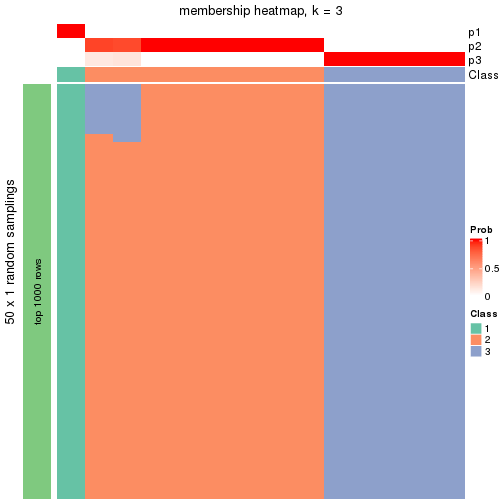 membership heatmap, k = 3
p1
p2
p3
Class
50 x 1 random samplings
top 1000 rows
Prob
1
0.5
0
Class
1
2
3